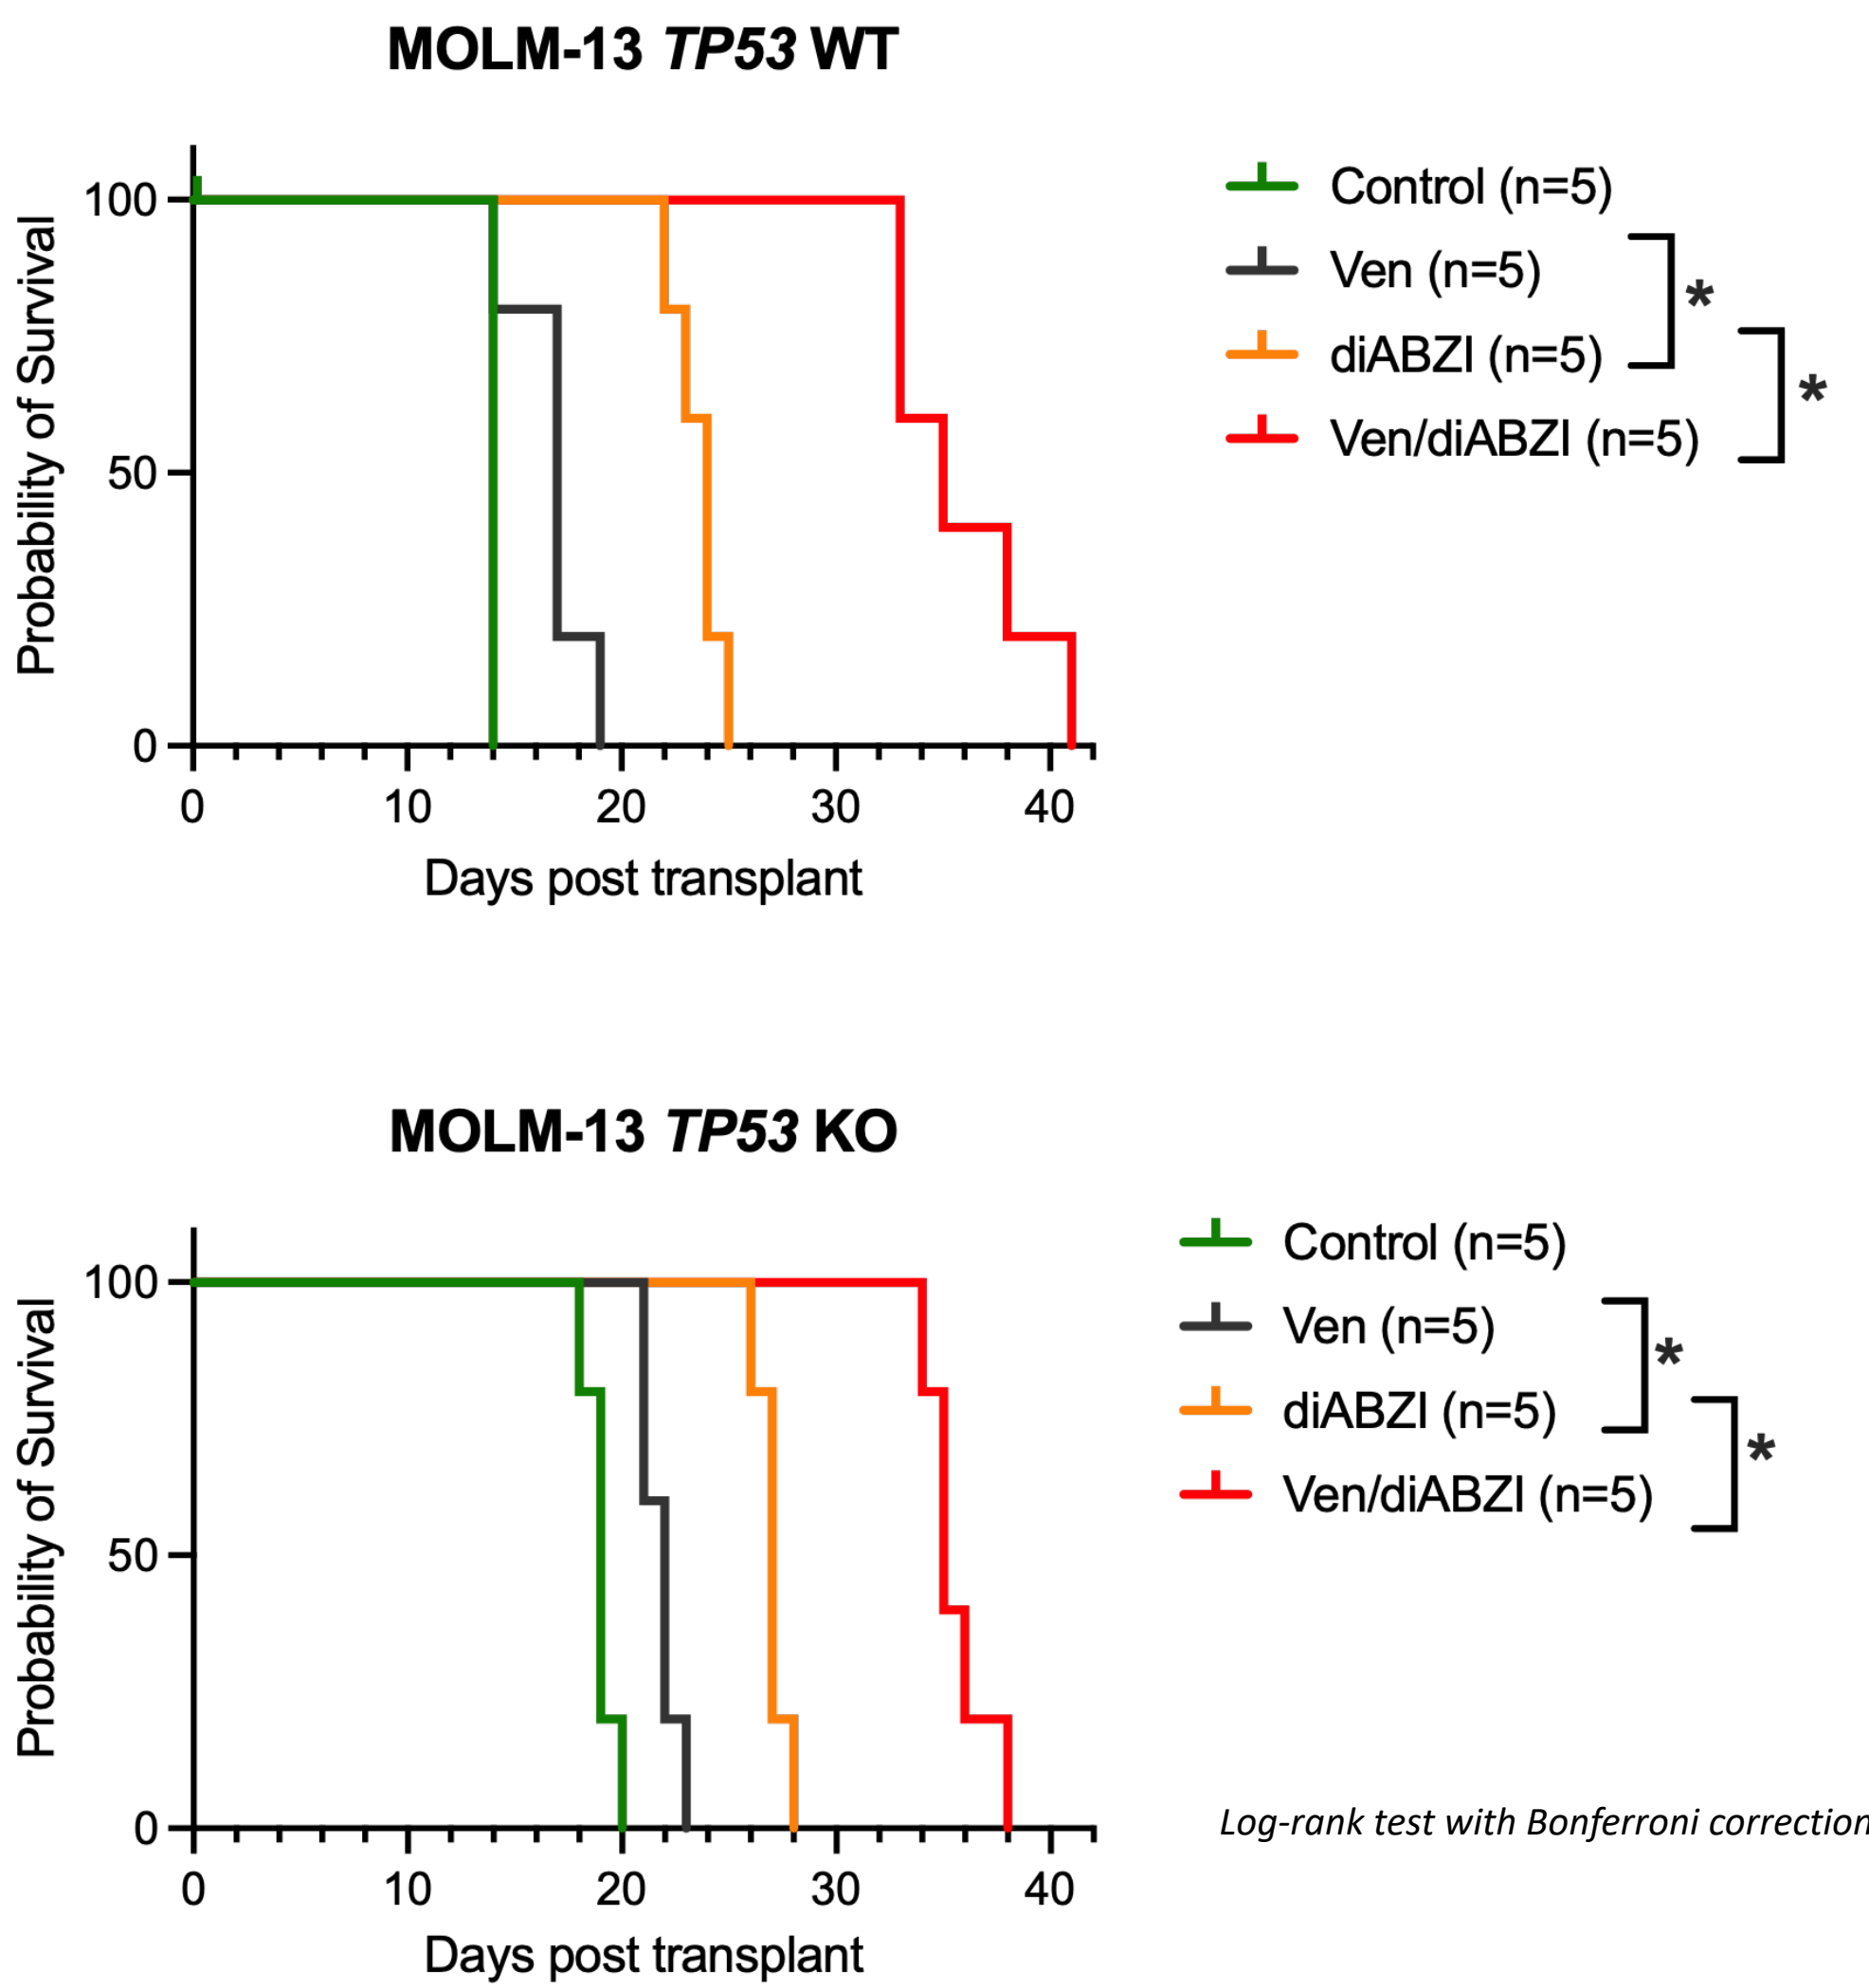 MOLM-13 TP53 WT
Probability of Survival
100
50
0
0 10 20 30 40
Days post transplant
Control (n=5)
Ven (n=5)
diABZI (n=5)
Ven/diABZI (n=5)
*
*
MOLM-13 TP53 KO
Probability of Survival
100
50
0
0 10 20 30 40
Days post transplant
Control (n=5)
Ven (n=5)
diABZI (n=5)
Ven/diABZI (n=5)
*
*
Log-rank test with Bonferroni correction